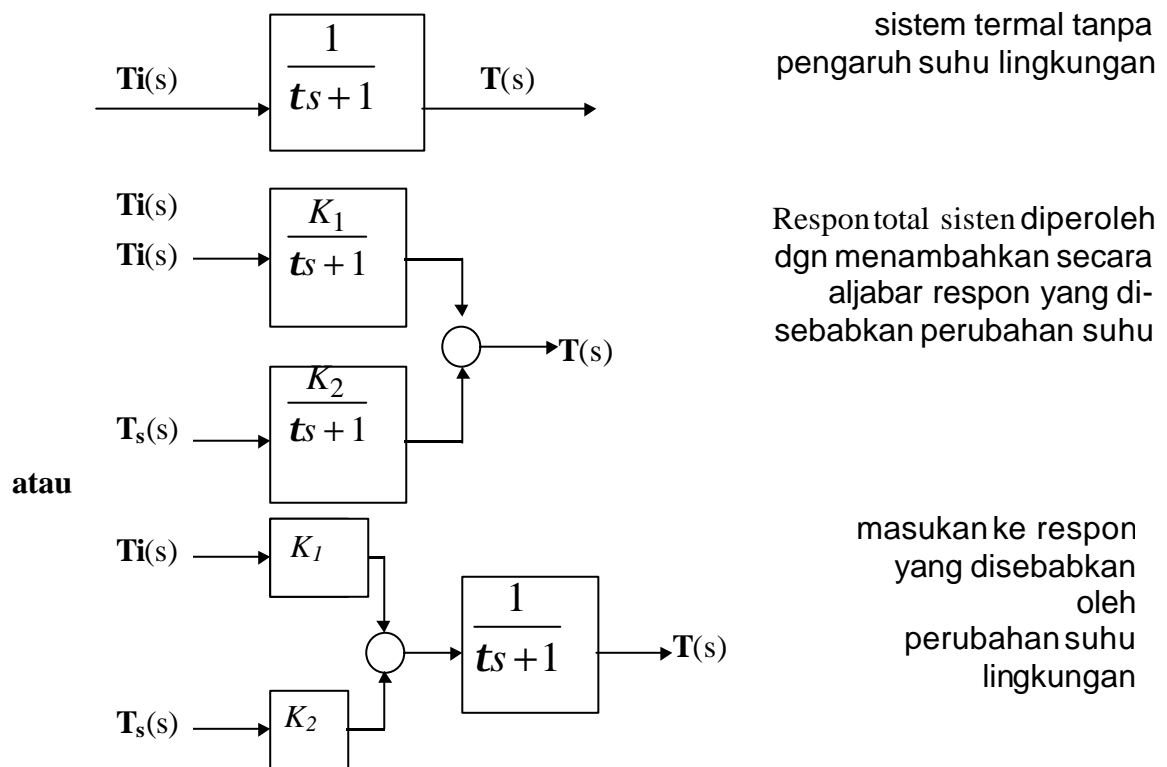 sistem termal tanpa
pengaruh suhu lingkungan
Ti(s)
1
ts + 1
T(s)
Ti(s)
Ti(s)
K1
ts + 1
Respon total sisten diperoleh
dgn menambahkan secara
aljabar respon yang di-
sebabkan perubahan suhu
T(s)
Ts(s)
K2
ts + 1
atau
Ti(s)
K1
1
ts + 1
T(s)
Ts(s)
K2
masukan ke respon
yang disebabkan
oleh
perubahan suhu
lingkungan